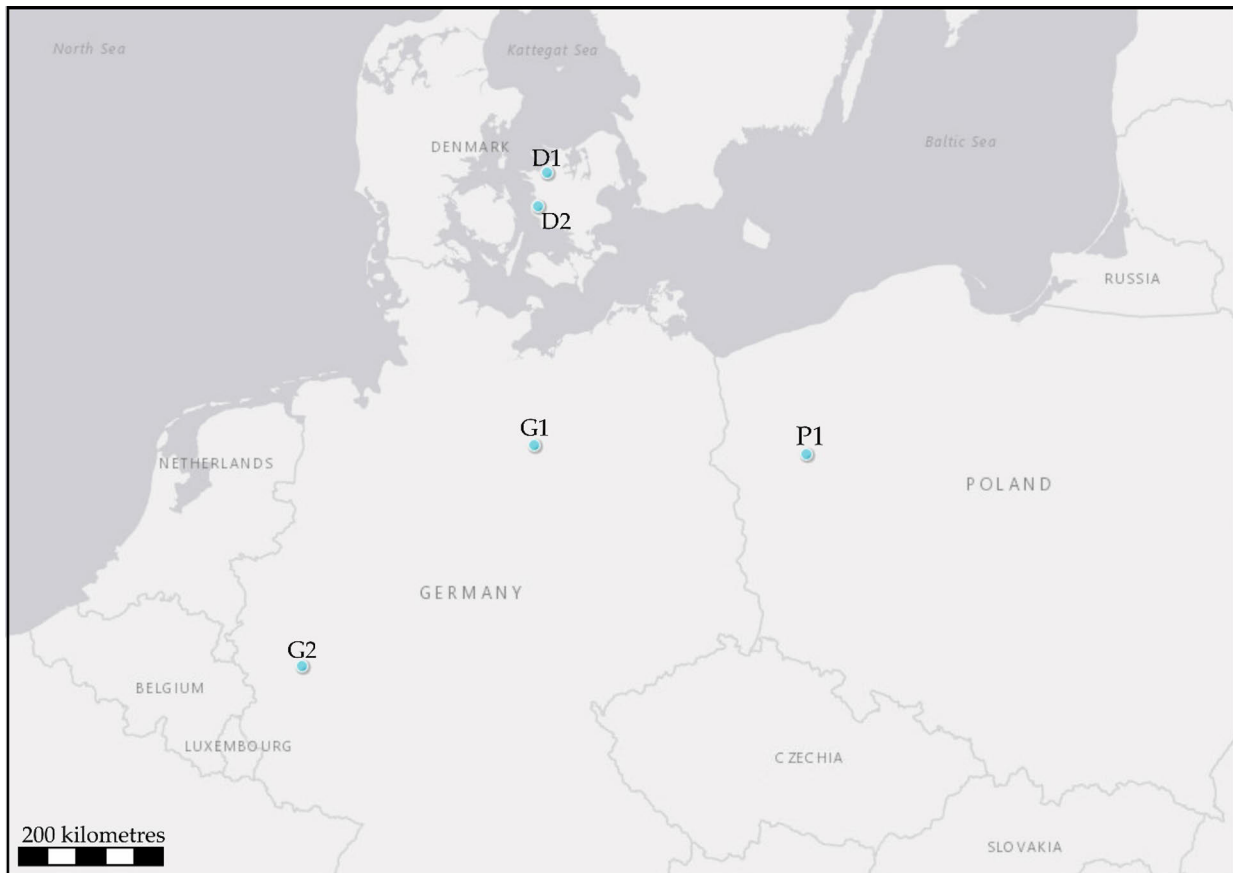 North Sea
Kattegat Sea
DENMARK
Baltic Sea
D1
D2
RUSSIA
G1
P1
NETHERLANDS
POLAND
GERMANY
G2
BELGIUM
LUXEMBOURG
CZECHIA
200 kilometres
SLOVAKIA